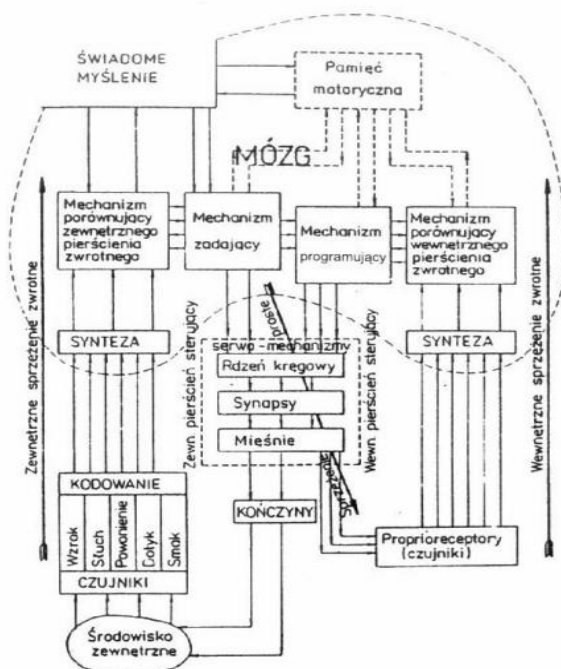 ŚWIADOME
MYŚLENIE
Pamięć
motoryczna
MÓZG
Mechanizm
porównujący
zewnętrznego
pierścienia
zwrotnego
Mechanizm
zadający
Mechanizm
programujący
Mechanizm
porównujący
wewnętrznego
pierścienia
zwrotnego
Zewnętrzne sprzężenie zwrotne
SYNTEZA
Zewn. pierścień sterujący
serwo-mechanizmy
Rdzeń kręgowy
Synapsy
Mięśnie
Sprzężenie proste
Wewn. pierścień sterujący
SYNTEZA
Wewnętrzne sprzężenie zwrotne
KODOWANIE
Wzrok
Słuch
Powonienie
Dotyk
Smak
CZUJNIKI
KOŃCZYNY
Proprioreceptory
(czujniki)
Środowisko
zewnętrzne